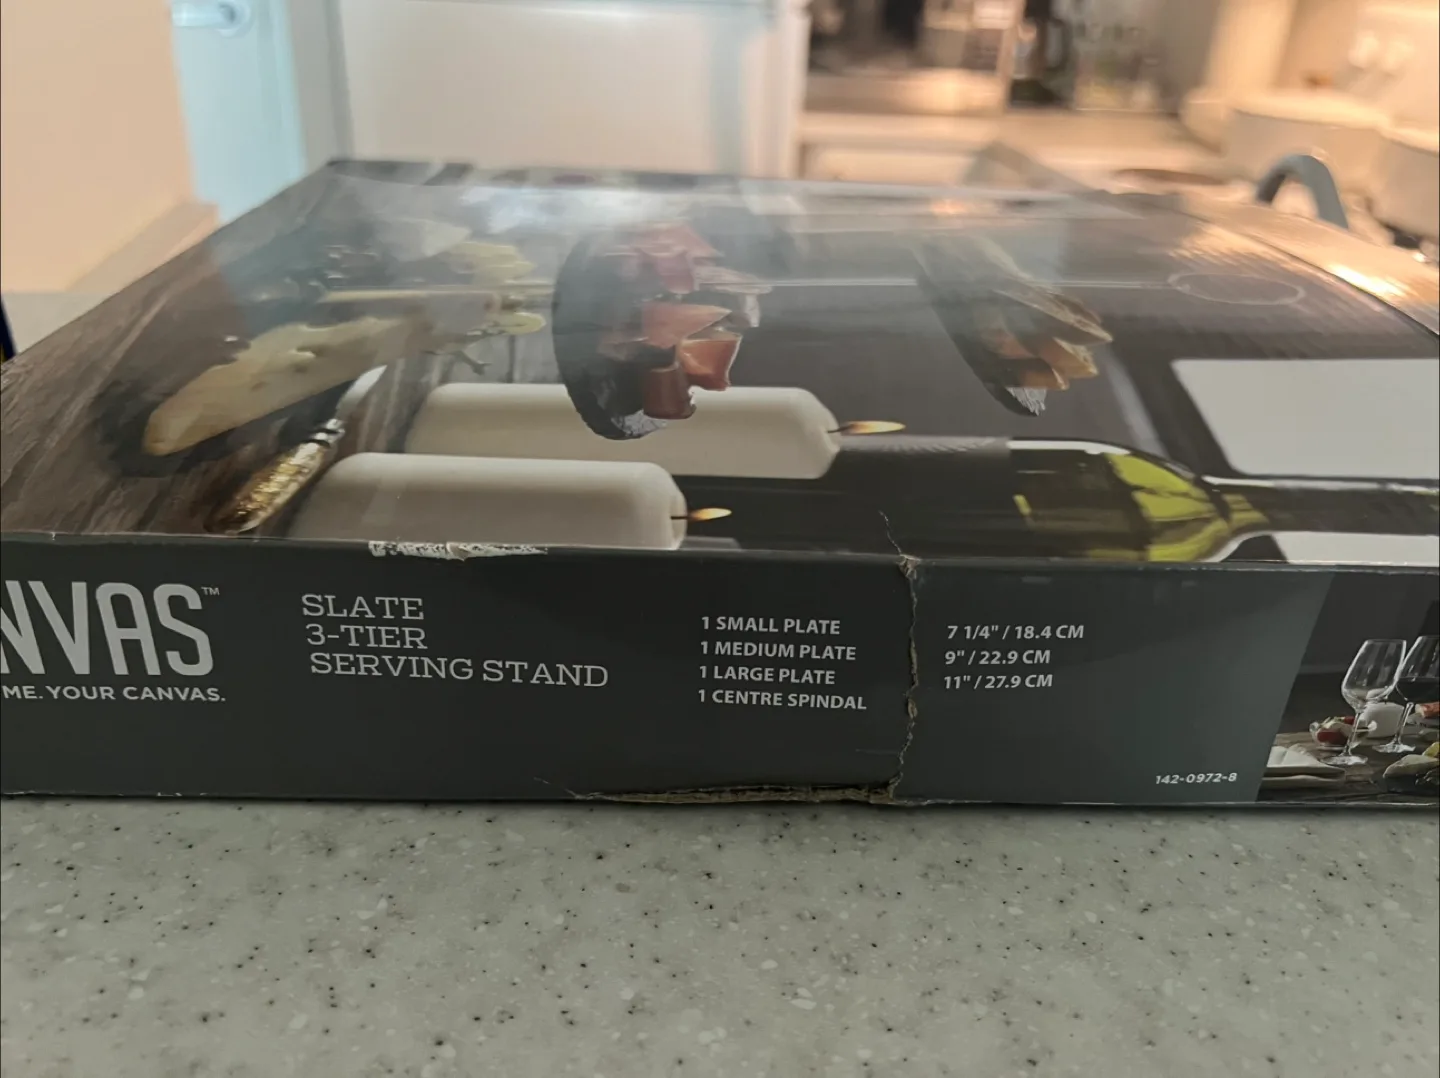 NVAS™
ME. YOUR CANVAS.
SLATE
3-TIER
SERVING STAND
1 SMALL PLATE
1 MEDIUM PLATE
1 LARGE PLATE
1 CENTRE SPINDAL
7 1/4" / 18.4 CM
9" / 22.9 CM
11" / 27.9 CM
142-0972-8